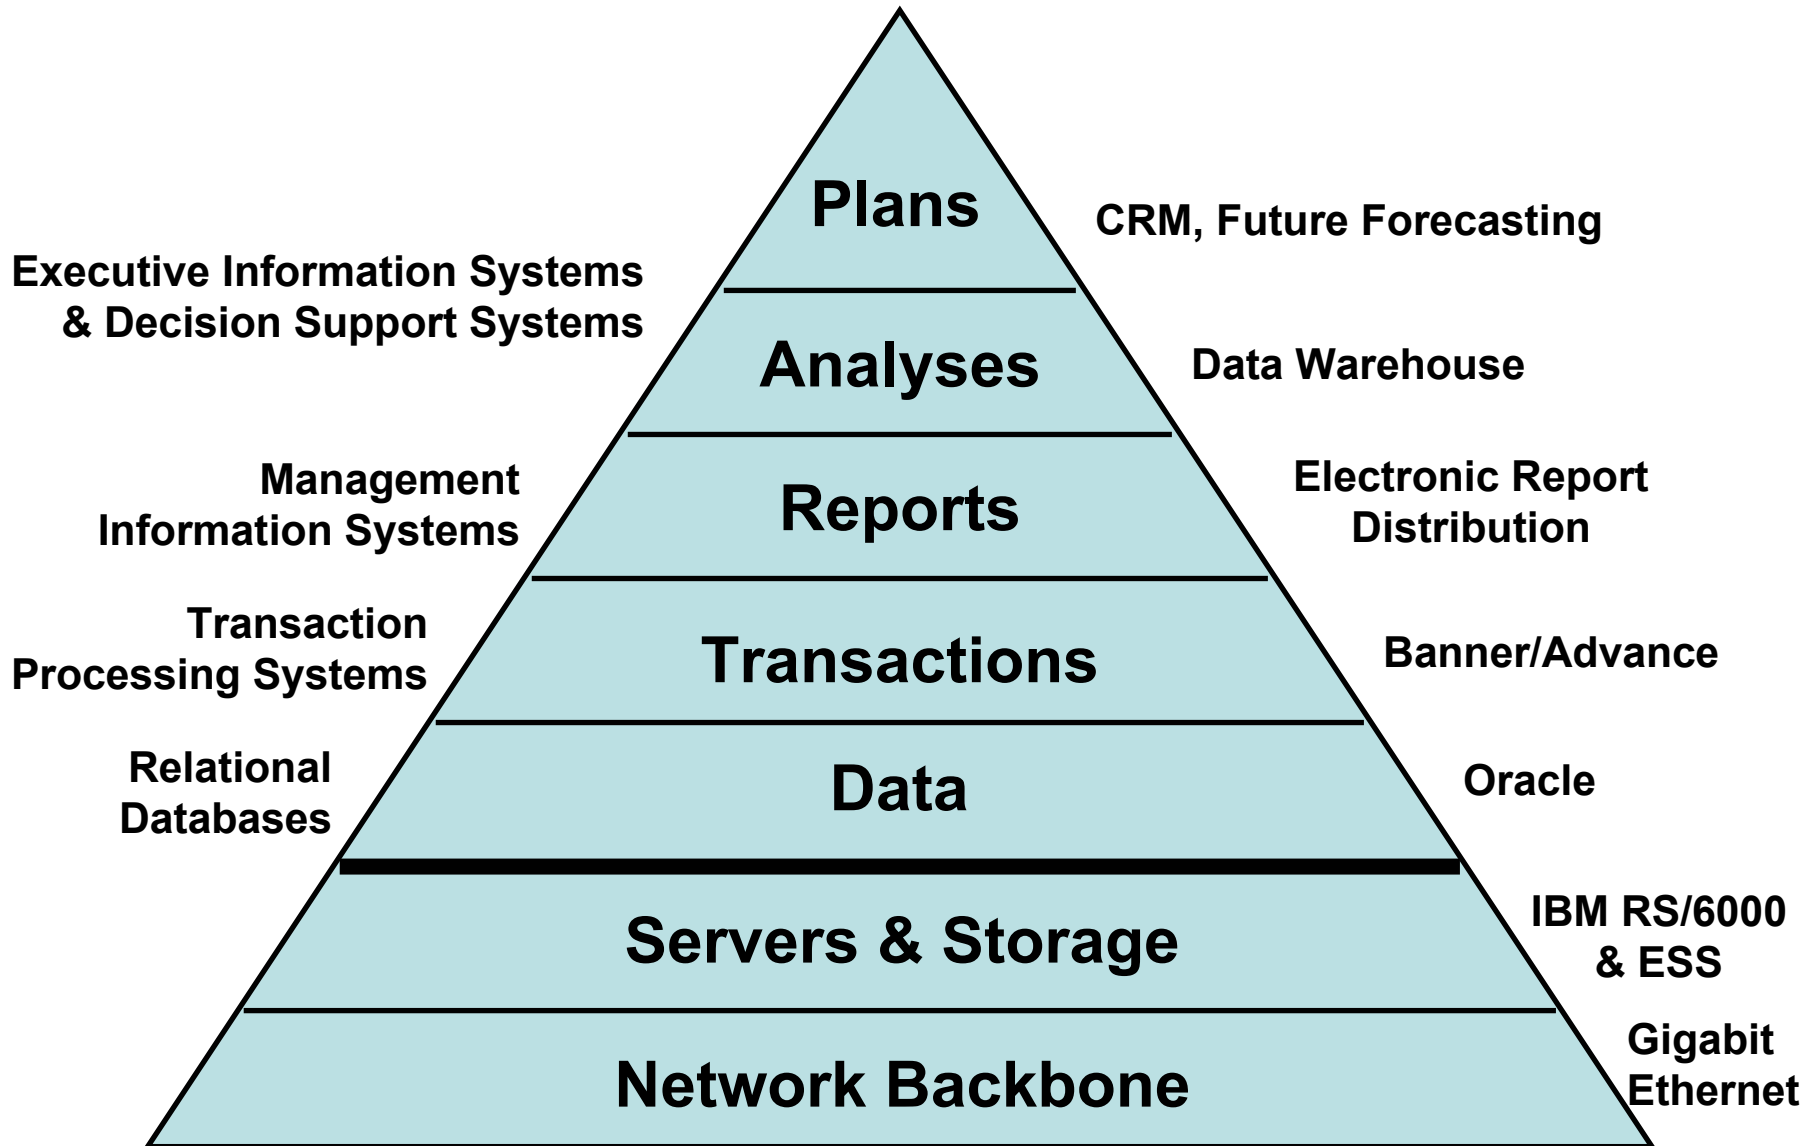 Plans
CRM, Future Forecasting
Executive Information Systems
& Decision Support Systems
Analyses
Data Warehouse
Management
Information Systems
Reports
Electronic Report
Distribution
Transaction
Processing Systems
Transactions
Banner/Advance
Relational
Databases
Data
Oracle
Servers & Storage
IBM RS/6000
& ESS
Network Backbone
Gigabit
Ethernet